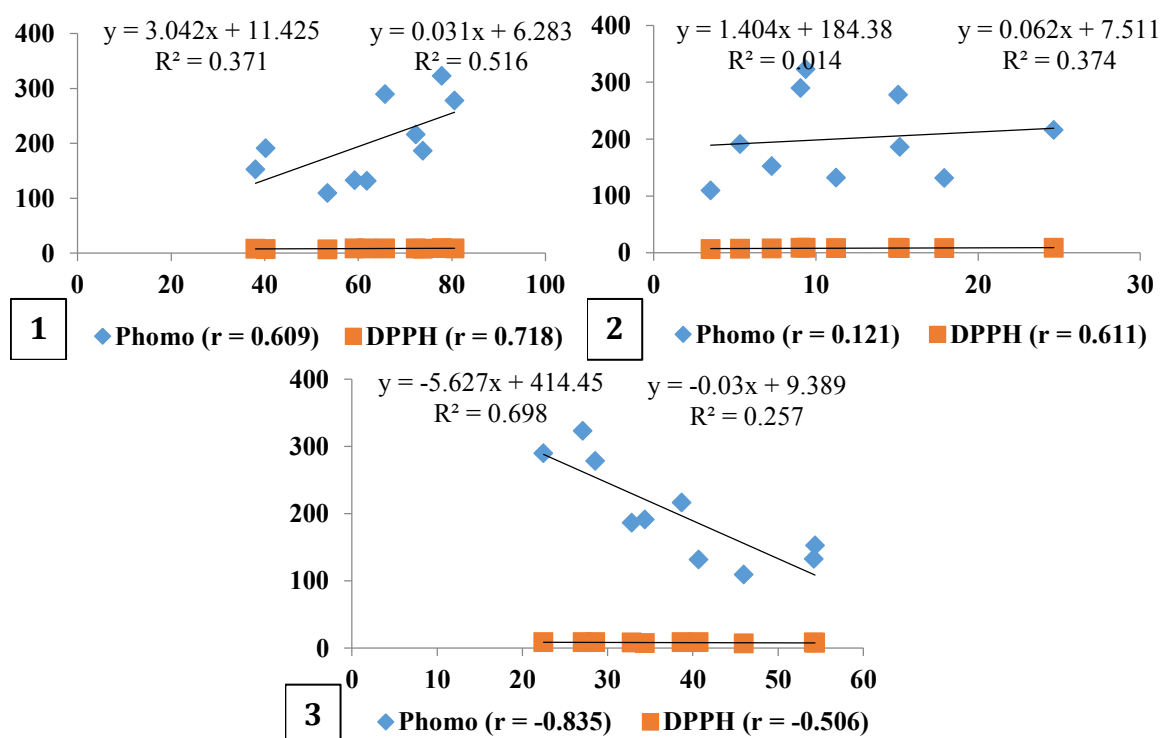 y = 3.042x + 11.425 y = 0.031x + 6.283
R² = 0.371 R² = 0.516
400
300
200
100
0
0 20 40 60 80 100
1
Phomo (r = 0.609) DPPH (r = 0.718)
y = 1.404x + 184.38 y = 0.062x + 7.511
R² = 0.014 R² = 0.374
400
300
200
100
0
0 10 20 30
2
Phomo (r = 0.121) DPPH (r = 0.611)
y = -5.627x + 414.45 y = -0.03x + 9.389
R² = 0.698 R² = 0.257
400
300
200
100
0
0 10 20 30 40 50 60
3
Phomo (r = -0.835) DPPH (r = -0.506)